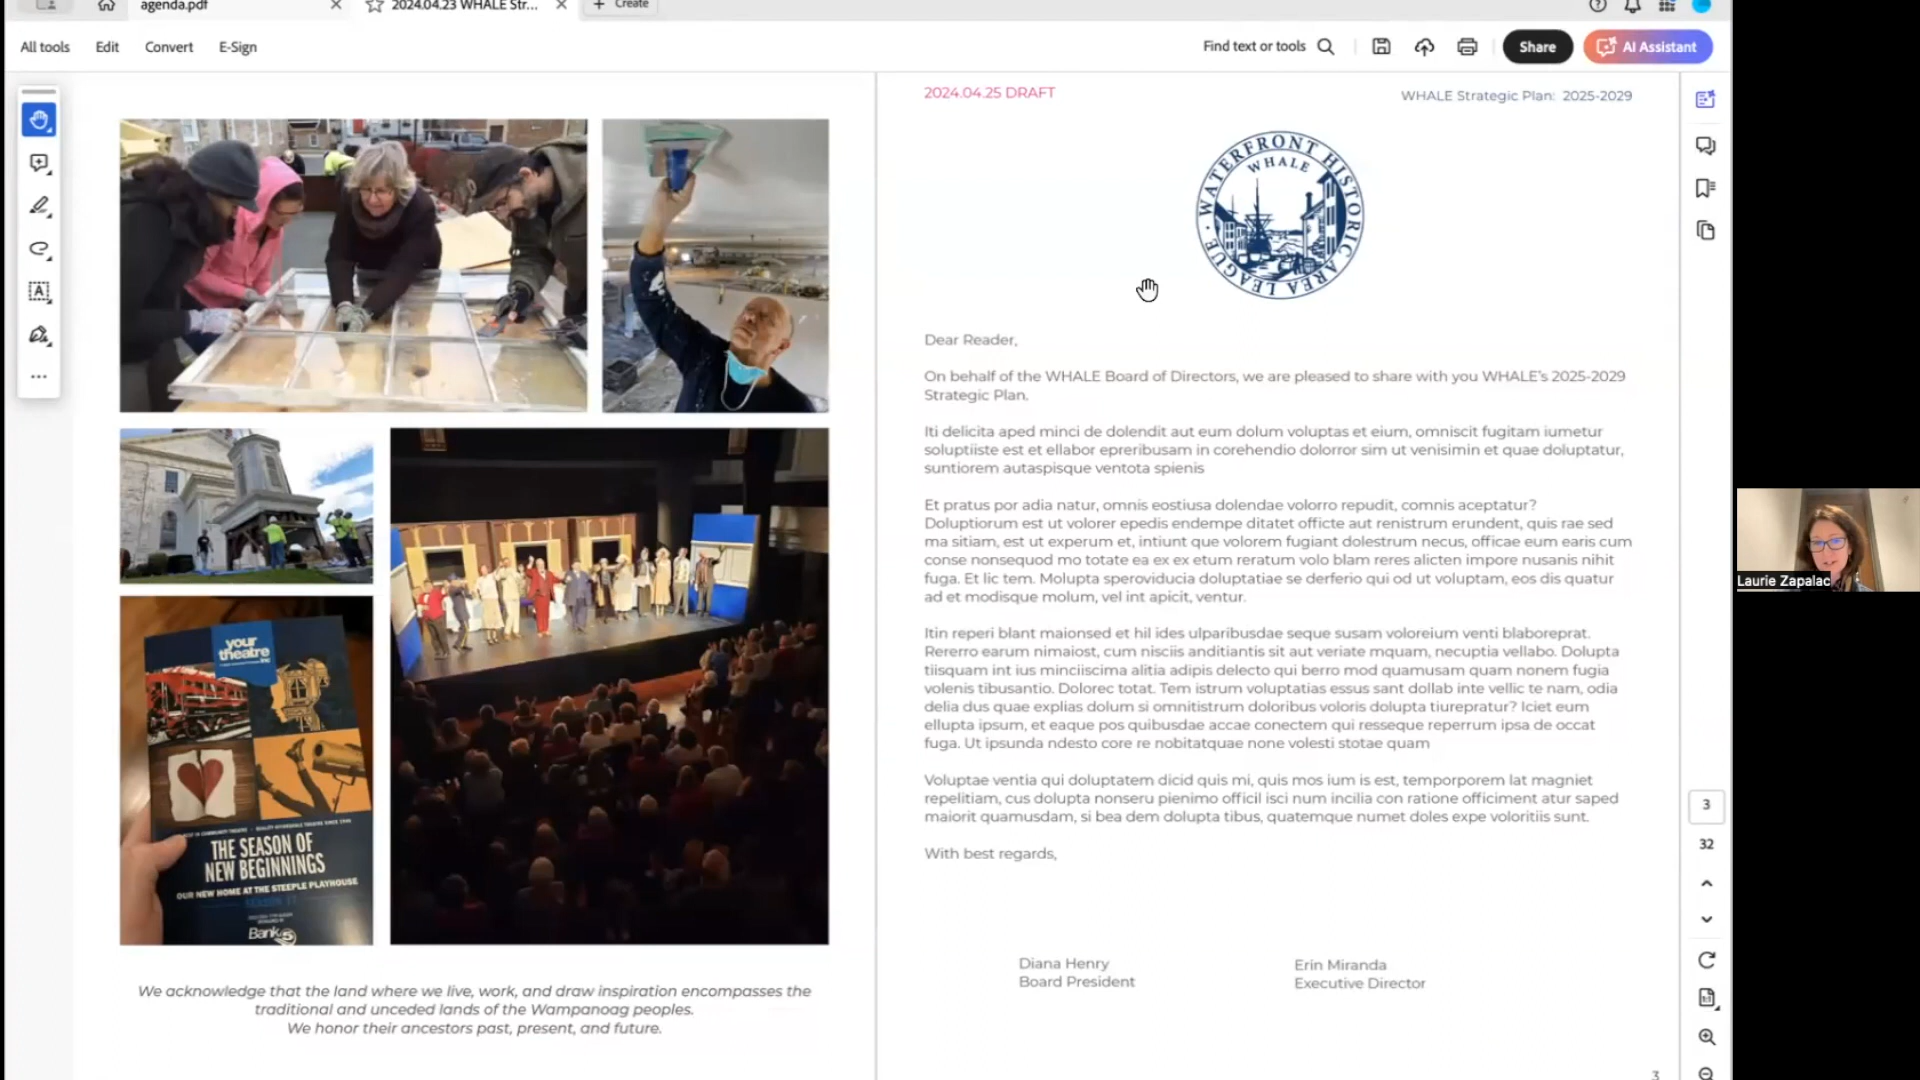 agenda.pdf
2024.04.23 WHALE Str...
Create
All tools
Edit
Convert
E-Sign
Find text or tools
Share
AI Assistant
2024.04.25 DRAFT
WHALE Strategic Plan: 2025-2029
WATERFRONT HISTORIC AREA LEAGUE
WHALE
Dear Reader,
On behalf of the WHALE Board of Directors, we are pleased to share with you WHALE's 2025-2029
Strategic Plan.
Iti delicita aped minci de dolendit aut eum dolum voluptas et eium, omniscit fugitam iumetur
soluptiiste est et ellabor epreribusam in corehendio dolorror sim ut venisimin et quae doluptatur,
suntiorem autaspisque ventota spienis
Et pratus por adia natur, omnis eostiusa dolendae volorro repudit, comnis aceptatur?
Doluptiorum est ut volorer epedis endempe ditatet officte aut renistrum erundent, quis rae sed
ma sitiam, est ut experum et, intiunt que volorem fugiant dolestrum necus, officae eum earis cum
conse nonsequod mo totate ea ex ex etum reratum volo blam reres alicten impore nusanis nihit
fuga. Et lic tem. Molupta speroviducia doluptatiae se derferio qui od ut voluptam, eos dis quatur
ad et modisque molum, vel int apicit, ventur.
Itin reperi blant maionsed et hil ides ulparibusdae seque susam voloreium venti blaboreprat.
Rererro earum nimaiost, cum nisciis anditiantis sit aut veriate mquam, necuptia vellabo. Dolupta
tiisquam int ius minciiscima alitia adipis delecto qui berro mod quamusam quam nonem fugia
volenis tibusantio. Dolorec totat. Tem istrum voluptatias essus sant dollab inte vellic te nam, odia
delia dus quae explias dolum si omnitistrum doloribus voloris dolupta tiurepratur? Iciet eum
ellupta ipsum, et eaque pos quibusdae accae conectem qui resseque reperrum ipsa de occat
fuga. Ut ipsunda ndesto core re nobitatquae none volesti stotae quam
Voluptae ventia qui doluptatem dicid quis mi, quis mos ium is est, temporporem lat magniet
repelitiam, cus dolupta nonseru pienimo officil isci num incilia con ratione officiment atur saped
maiorit quamusdam, si bea dem dolupta tibus, quatemque numet doles expe voloritiis sunt.
With best regards,
Diana Henry
Board President
Erin Miranda
Executive Director
3
your
theatre
THE SEASON OF
NEW BEGINNINGS
OUR NEW HOME AT THE STEEPLE PLAYHOUSE
Bank5
We acknowledge that the land where we live, work, and draw inspiration encompasses the
traditional and unceded lands of the Wampanoag peoples.
We honor their ancestors past, present, and future.
3
32
Laurie Zapalac